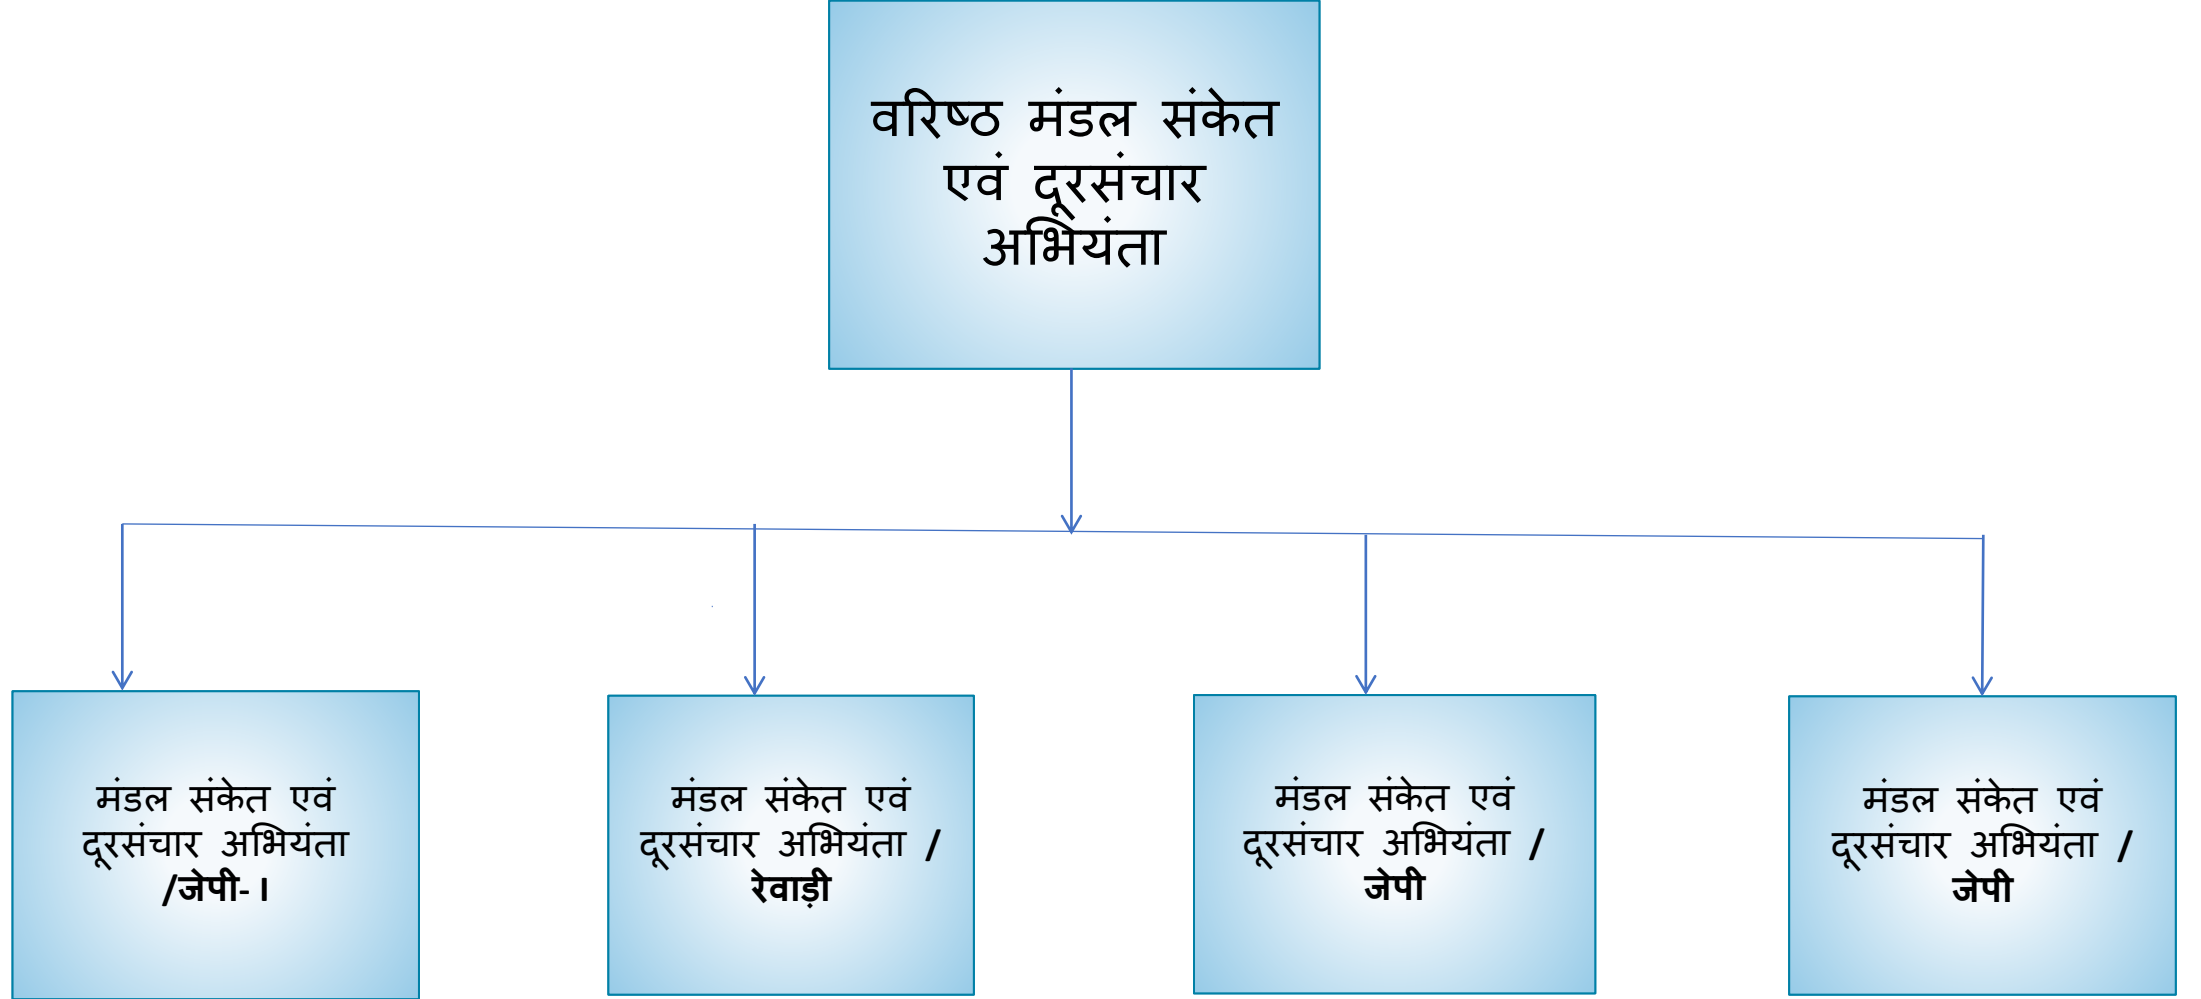 वरिष्ठ मंडल संकेत
एवं दूरसंचार
अभियंता
मंडल संकेत एवं
दूरसंचार अभियंता
/जेपी- I
मंडल संकेत एवं
दूरसंचार अभियंता /
रेवाड़ी
मंडल संकेत एवं
दूरसंचार अभियंता /
जेपी
मंडल संकेत एवं
दूरसंचार अभियंता /
जेपी